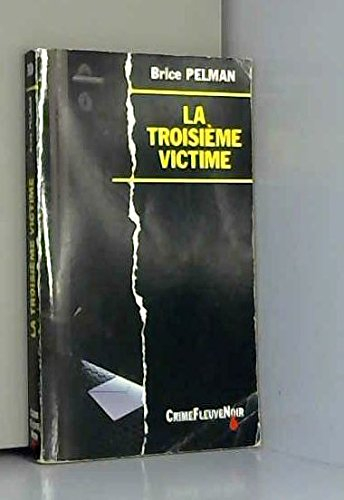 Brice PELMAN
LA
TROISIÈME
VICTIME
CRIMEFLEUVENOIR
LA TROISIÈME VICTIME